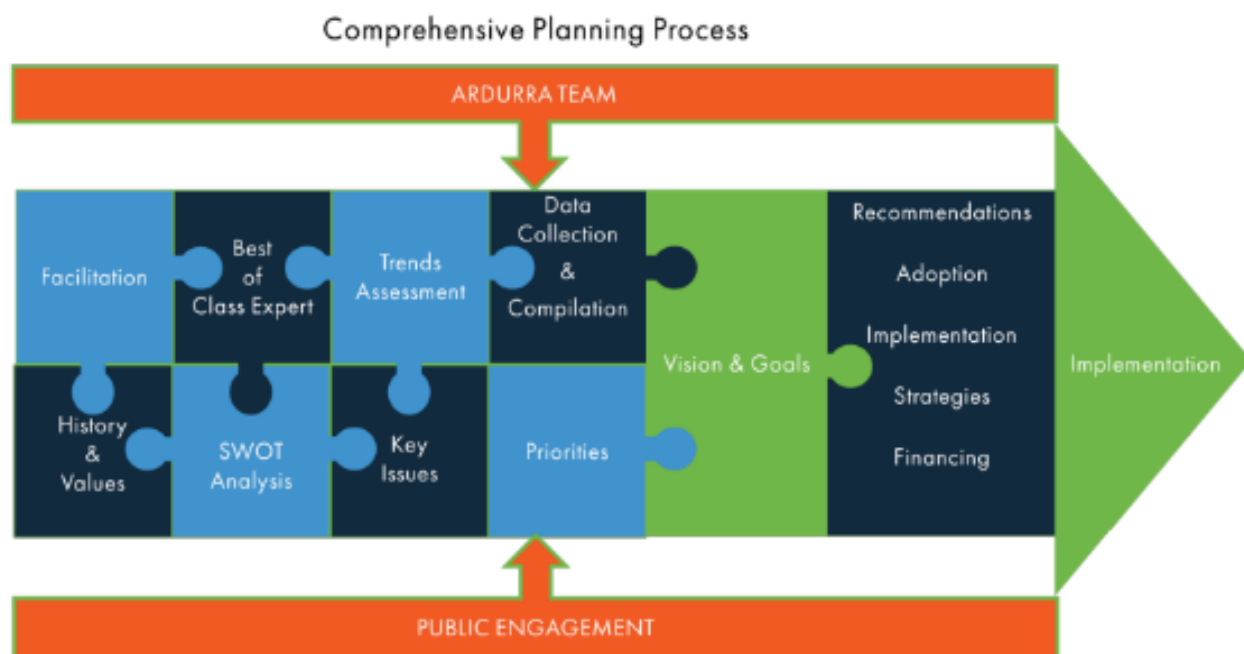 Comprehensive Planning Process
ARDURRA TEAM
Facilitation
Best
of
Class Expert
Trends
Assessment
Data
Collection
&
Compilation
History
&
Values
SWOT
Analysis
Key
Issues
Priorities
Vision & Goals
Recommendations
Adoption
Implementation
Strategies
Financing
Implementation
PUBLIC ENGAGEMENT